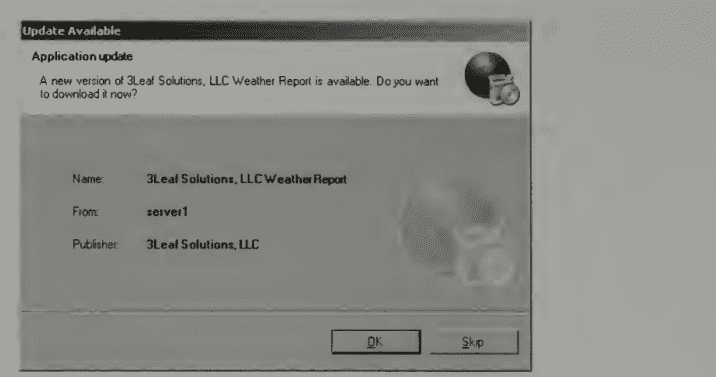 Update Available
Application update
A new version of 3Leaf Solutions, LLC Weather Report is available. Do you want
to download it now?
Name: 3Leaf Solutions, LLC Weather Report
From: server1
Publisher: 3Leaf Solutions, LLC
OK Skip